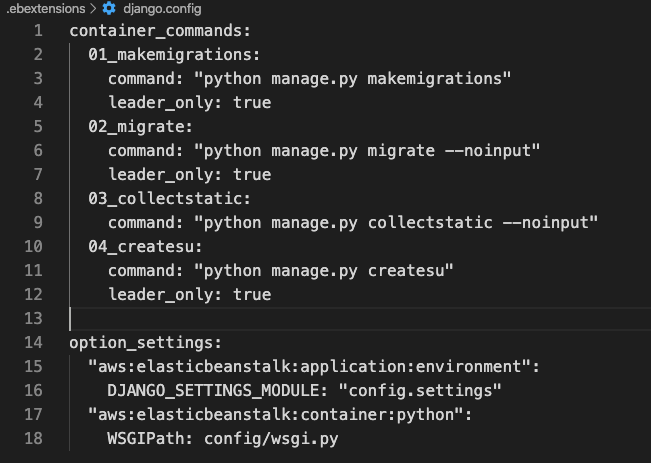 .ebextensions > django.config
1 container_commands:
2   01_makemigrations:
3     command: "python manage.py makemigrations"
4     leader_only: true
5   02_migrate:
6     command: "python manage.py migrate --noinput"
7     leader_only: true
8   03_collectstatic:
9     command: "python manage.py collectstatic --noinput"
10   04_createsu:
11     command: "python manage.py createsu"
12     leader_only: true
13
14 option_settings:
15   "aws:elasticbeanstalk:application:environment":
16     DJANGO_SETTINGS_MODULE: "config.settings"
17   "aws:elasticbeanstalk:container:python":
18     WSGIPath: config/wsgi.py